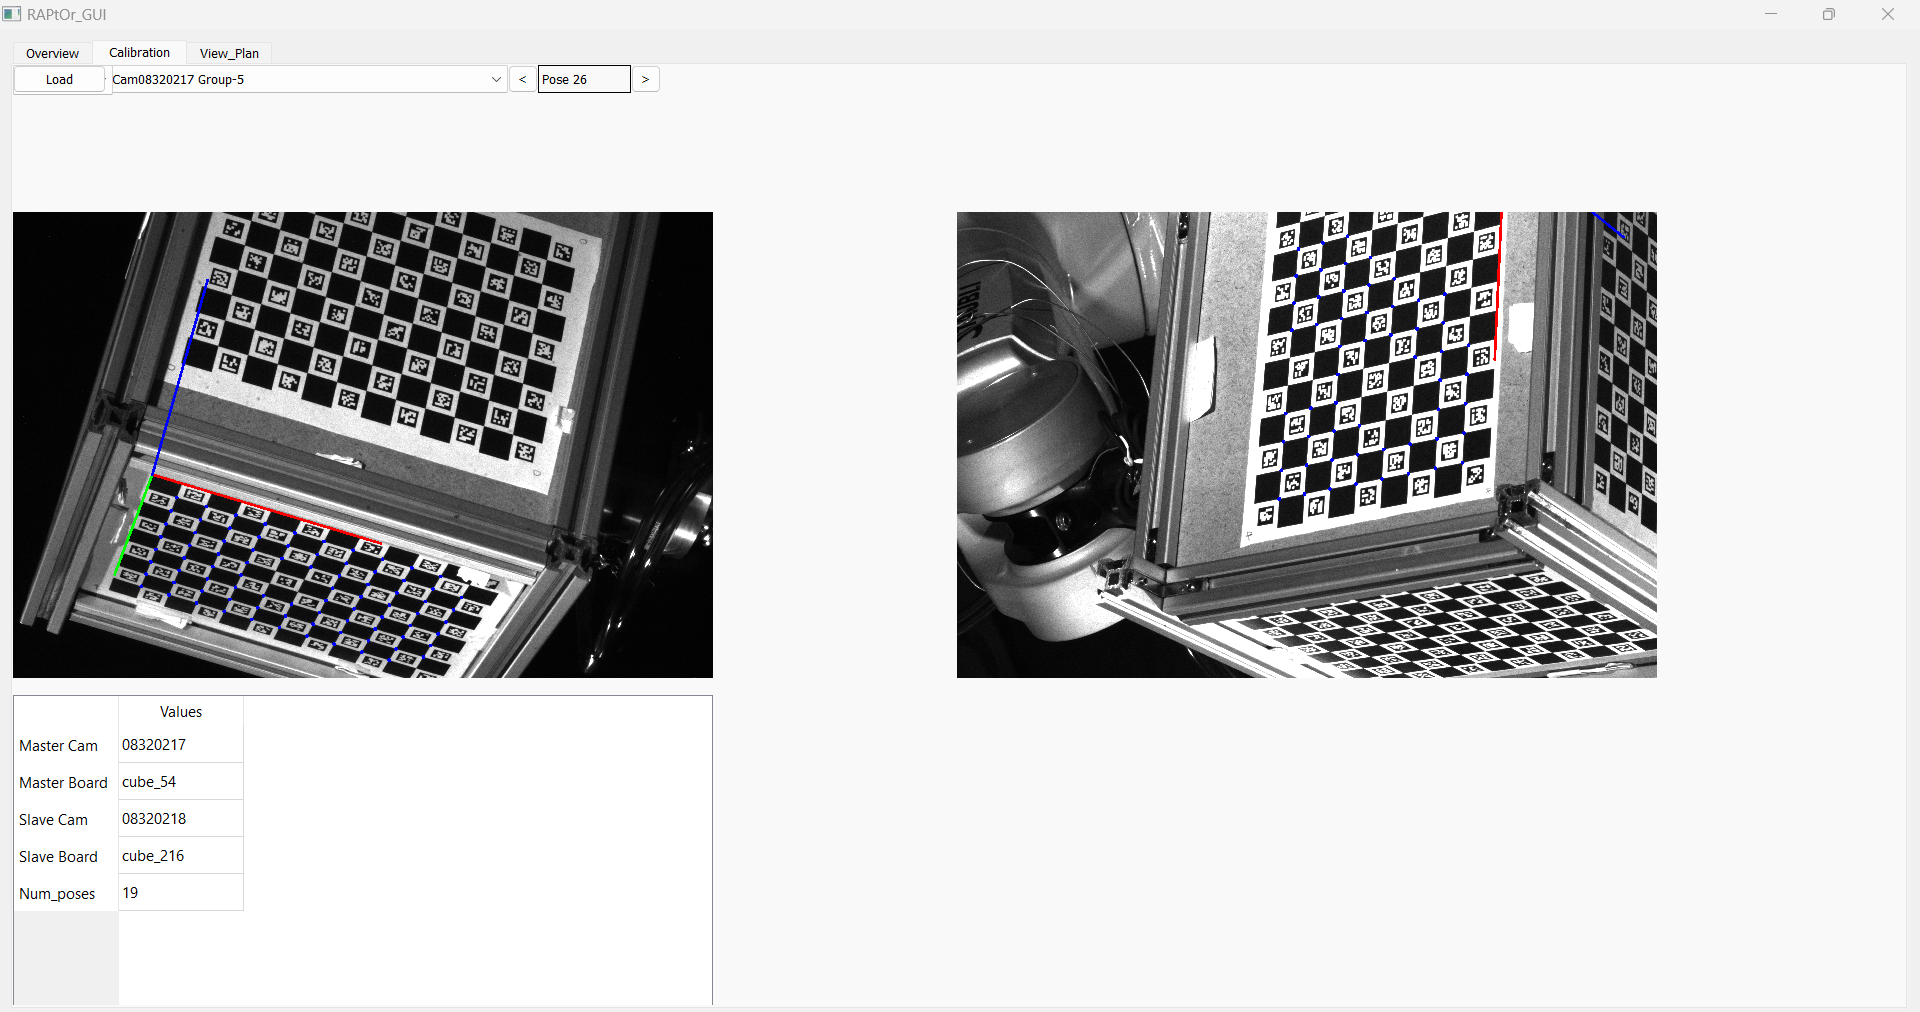 RAPtOr_GUI
Overview Calibration View_Plan
Load Cam08320217 Group-5 < Pose 26 >
Values
Master Cam 08320217
Master Board cube_54
Slave Cam 08320218
Slave Board cube_216
Num_poses 19